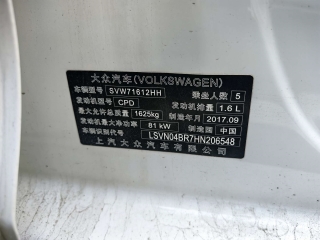 大众汽车(VOLKSWAGEN)
车辆型号 SVW71612HH 乘坐人数 5
发动机型号 CPD 发动机排量 1.6 L
最大允许总质量 1625kg 制造年月 2017.09
发动机最大净功率 81 kW 制造国 中国
车辆识别代号 LSVN04BR7HN206548
上汽大众汽车有限公司